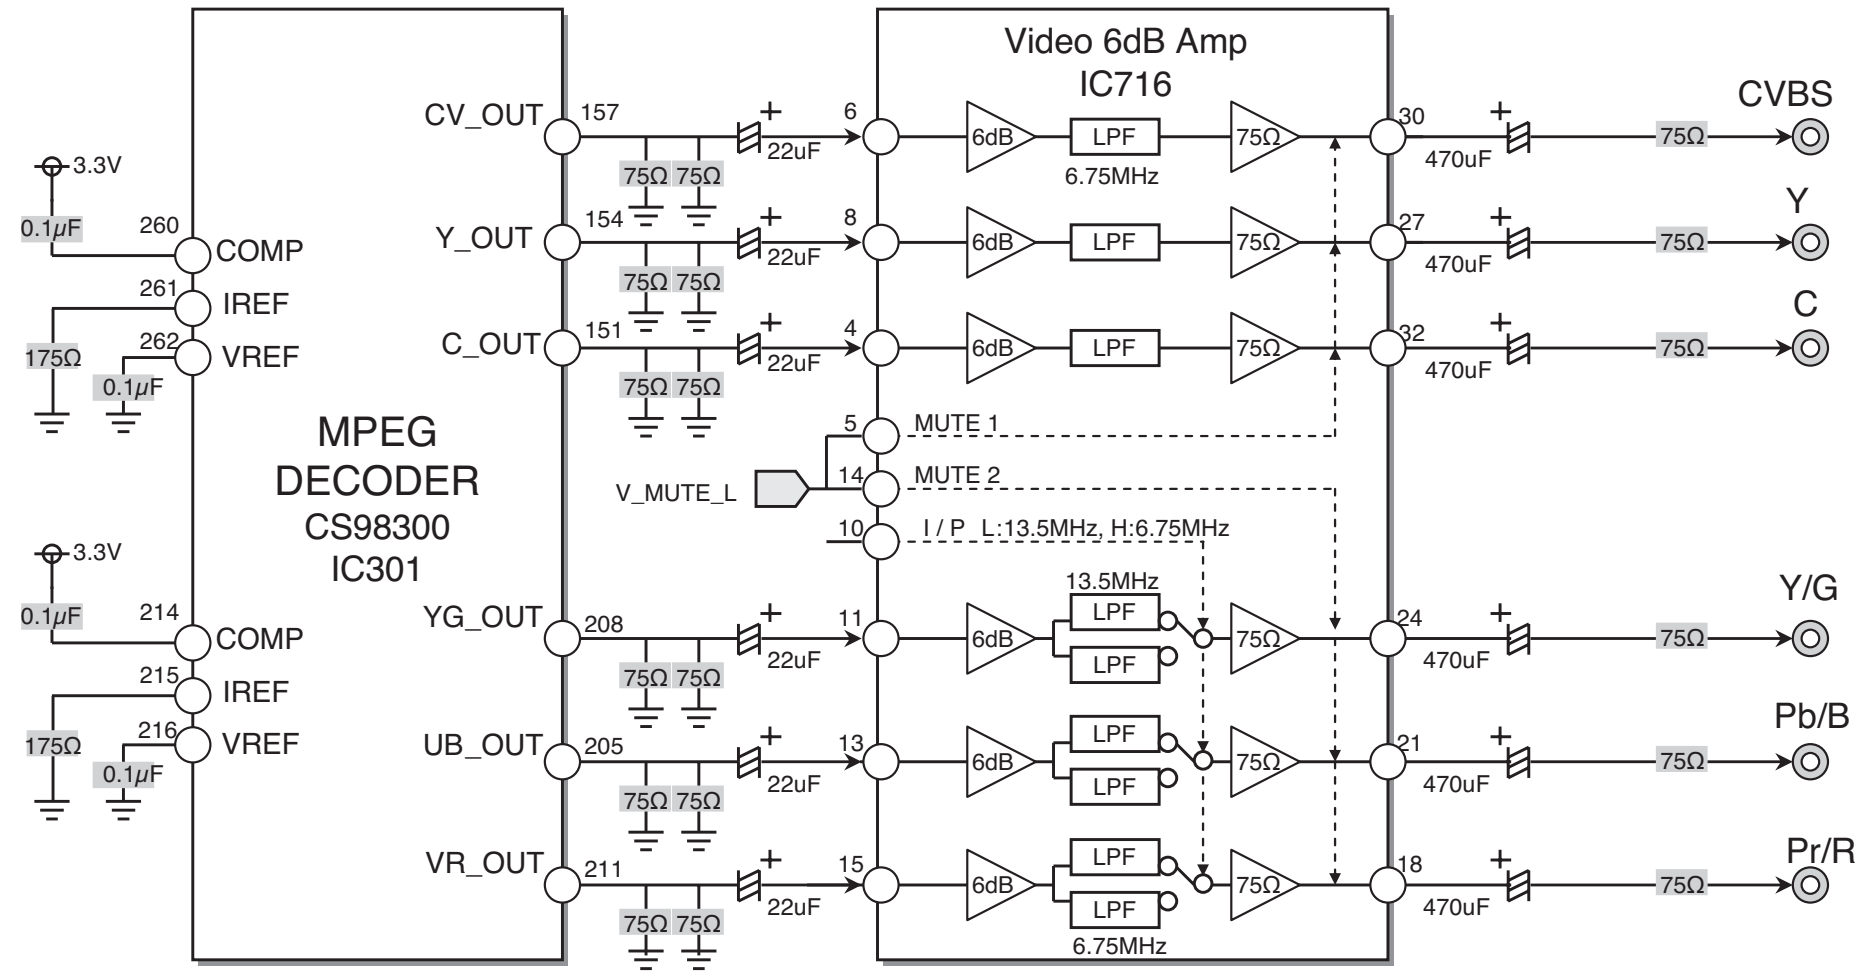 Video 6dB Amp
IC716
CV_OUT 157 + 22uF 6 6dB LPF 75Ω 30 + 470uF 75Ω CVBS
75Ω 75Ω
6.75MHz
3.3V
0.1µF
260 COMP
Y_OUT 154 + 22uF 8 6dB LPF 75Ω 27 + 470uF 75Ω Y
75Ω 75Ω
261 IREF
175Ω
262 VREF
0.1µF
C_OUT 151 + 22uF 4 6dB LPF 75Ω 32 + 470uF 75Ω C
75Ω 75Ω
MPEG
DECODER
CS98300
IC301
5 MUTE 1
V_MUTE_L 14 MUTE 2
10 I / P L:13.5MHz, H:6.75MHz
3.3V
0.1µF
214 COMP
13.5MHz
YG_OUT 208 + 22uF 11 6dB LPF LPF 75Ω 24 + 470uF 75Ω Y/G
75Ω 75Ω
215 IREF
175Ω
216 VREF
0.1µF
UB_OUT 205 + 22uF 13 6dB LPF LPF 75Ω 21 + 470uF 75Ω Pb/B
75Ω 75Ω
VR_OUT 211 + 22uF 15 6dB LPF LPF 75Ω 18 + 470uF 75Ω Pr/R
75Ω 75Ω
6.75MHz